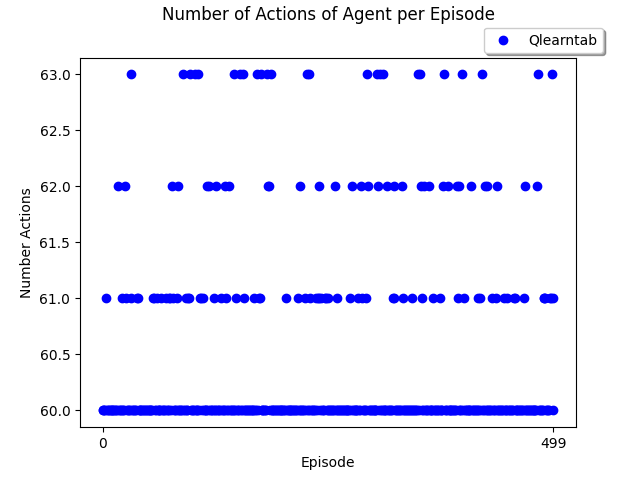 Number of Actions of Agent per Episode
Qlearntab
63.0
62.5
62.0
61.5
61.0
60.5
60.0
Number Actions
0
499
Episode